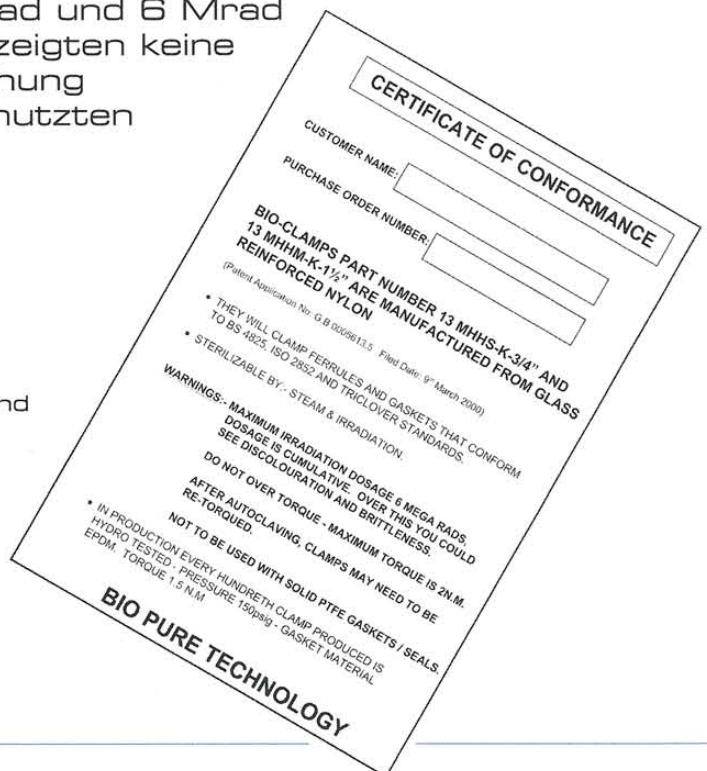 ad und 6 Mrad
zeigten keine
nung
nutzten
nd
CERTIFICATE OF CONFORMANCE
CUSTOMER NAME:
PURCHASE ORDER NUMBER:
BIO-CLAMPS PART NUMBER 13 MHHS-K-3/4" AND
13 MHHM-K-1½" ARE MANUFACTURED FROM GLASS
REINFORCED NYLON
(Patent Application No: G.B 0005613.5 Filed Date: 9th March 2000)
• THEY WILL CLAMP FERRULES AND GASKETS THAT CONFORM
TO BS 4825, ISO 2852 AND TRICLOVER STANDARDS.
• STERILIZABLE BY:- STEAM & IRRADIATION.
WARNINGS:- MAXIMUM IRRADIATION DOSAGE 6 MEGA RADS,
DOSAGE IS CUMULATIVE. OVER THIS YOU COULD
SEE DISCOLOURATION AND BRITTLENESS.
DO NOT OVER TORQUE - MAXIMUM TORQUE IS 2N.M.
AFTER AUTOCLAVING, CLAMPS MAY NEED TO BE
RE-TORQUED.
NOT TO BE USED WITH SOLID PTFE GASKETS / SEALS.
• IN PRODUCTION EVERY HUNDRETH CLAMP PRODUCED IS
HYDRO TESTED - PRESSURE 150psig - GASKET MATERIAL
EPDM. TORQUE 1.5 N.M
BIO PURE TECHNOLOGY